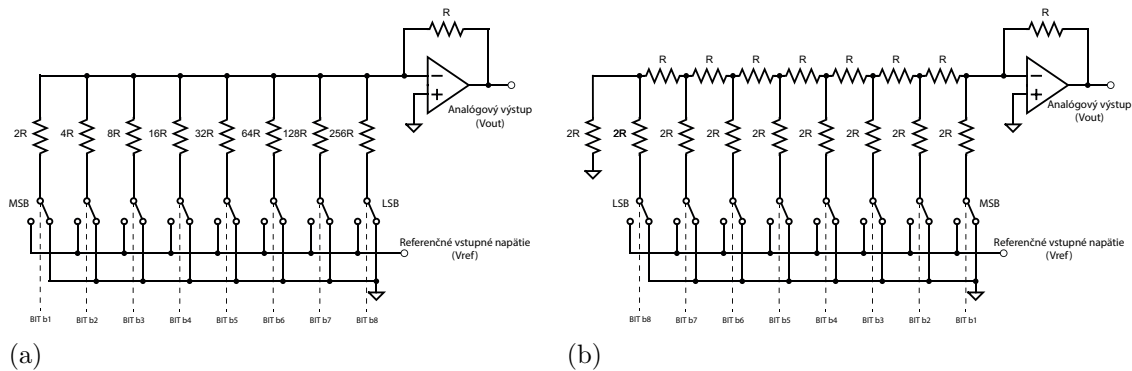 R
2R 4R 8R 16R 32R 64R 128R 256R
Analógový výstup
(Vout)
MSB LSB
Referenčné vstupné napätie
(Vref)
BIT b1 BIT b2 BIT b3 BIT b4 BIT b5 BIT b6 BIT b7 BIT b8
(a)
R
R R R R R R R
2R 2R 2R 2R 2R 2R 2R 2R 2R
Analógový výstup
(Vout)
LSB MSB
Referenčné vstupné napätie
(Vref)
BIT b8 BIT b7 BIT b6 BIT b5 BIT b4 BIT b3 BIT b2 BIT b1
(b)